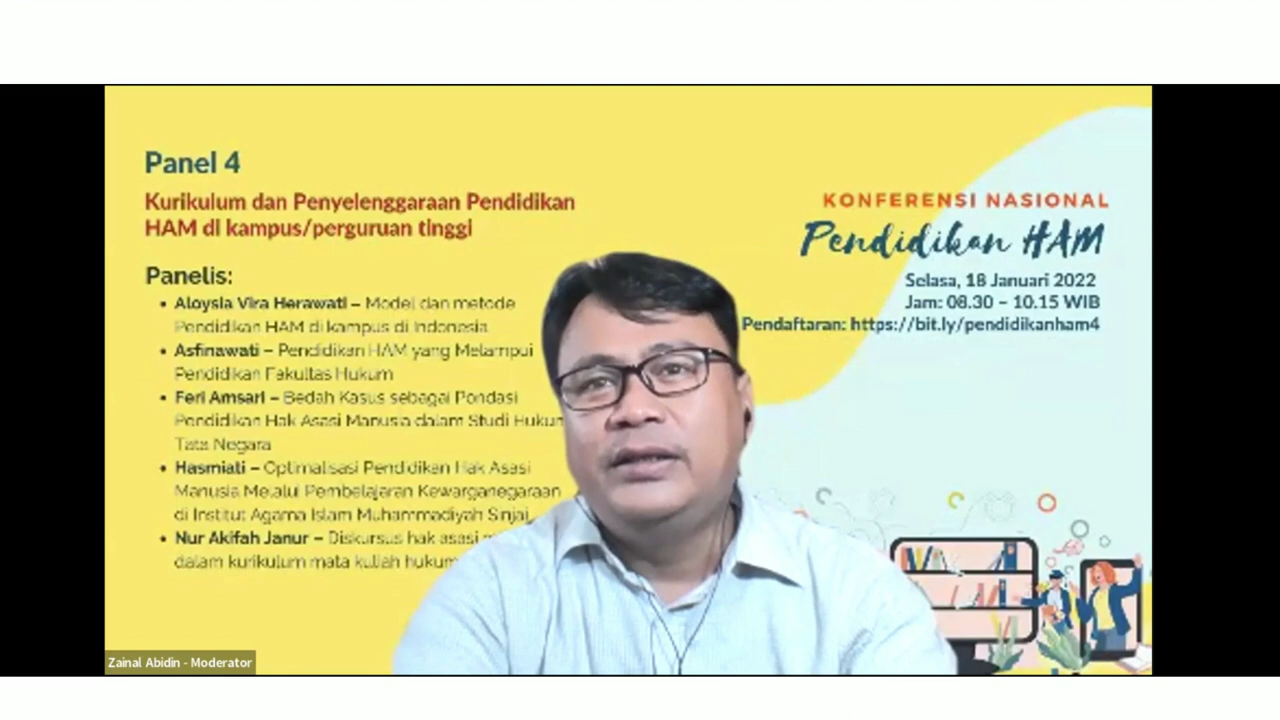 Panel 4
Kurikulum dan Penyelenggaraan Pendidikan
HAM di kampus/perguruan tinggi
Panelis:
• Aloysia Vira Herawati – Model dan metode
Pendidikan HAM di kampus di Indonesia
• Asfinawati – Pendidikan HAM yang Melampui
Pendidikan Fakultas Hukum
• Feri Amsari – Bedah Kasus sebagai Pondasi
Pendidikan Hak Asasi Manusia dalam Studi Hukum
Tata Negara
• Hasmiati – Optimalisasi Pendidikan Hak Asasi
Manusia Melalui Pembelajaran Kewarganegaraan
di Institut Agama Islam Muhammadiyah Sinjai
• Nur Akifah Janur – Diskursus hak asasi
dalam kurikulum mata kuliah hukum
KONFERENSI NASIONAL
Pendidikan HAM
Selasa, 18 Januari 2022
Jam: 08.30 – 10.15 WIB
Pendaftaran: https://bit.ly/pendidikanham4
Zainal Abidin - Moderator